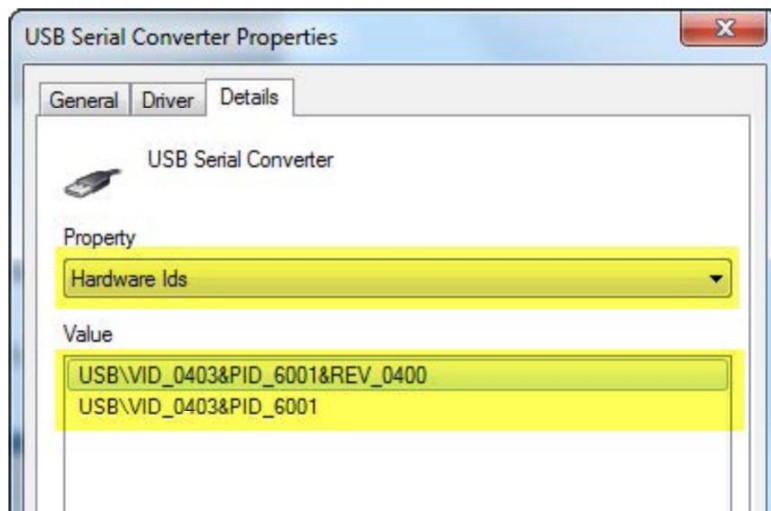 USB Serial Converter Properties
General Driver Details
USB Serial Converter
Property
Hardware Ids
Value
USB\VID_0403&PID_6001&REV_0400
USB\VID_0403&PID_6001